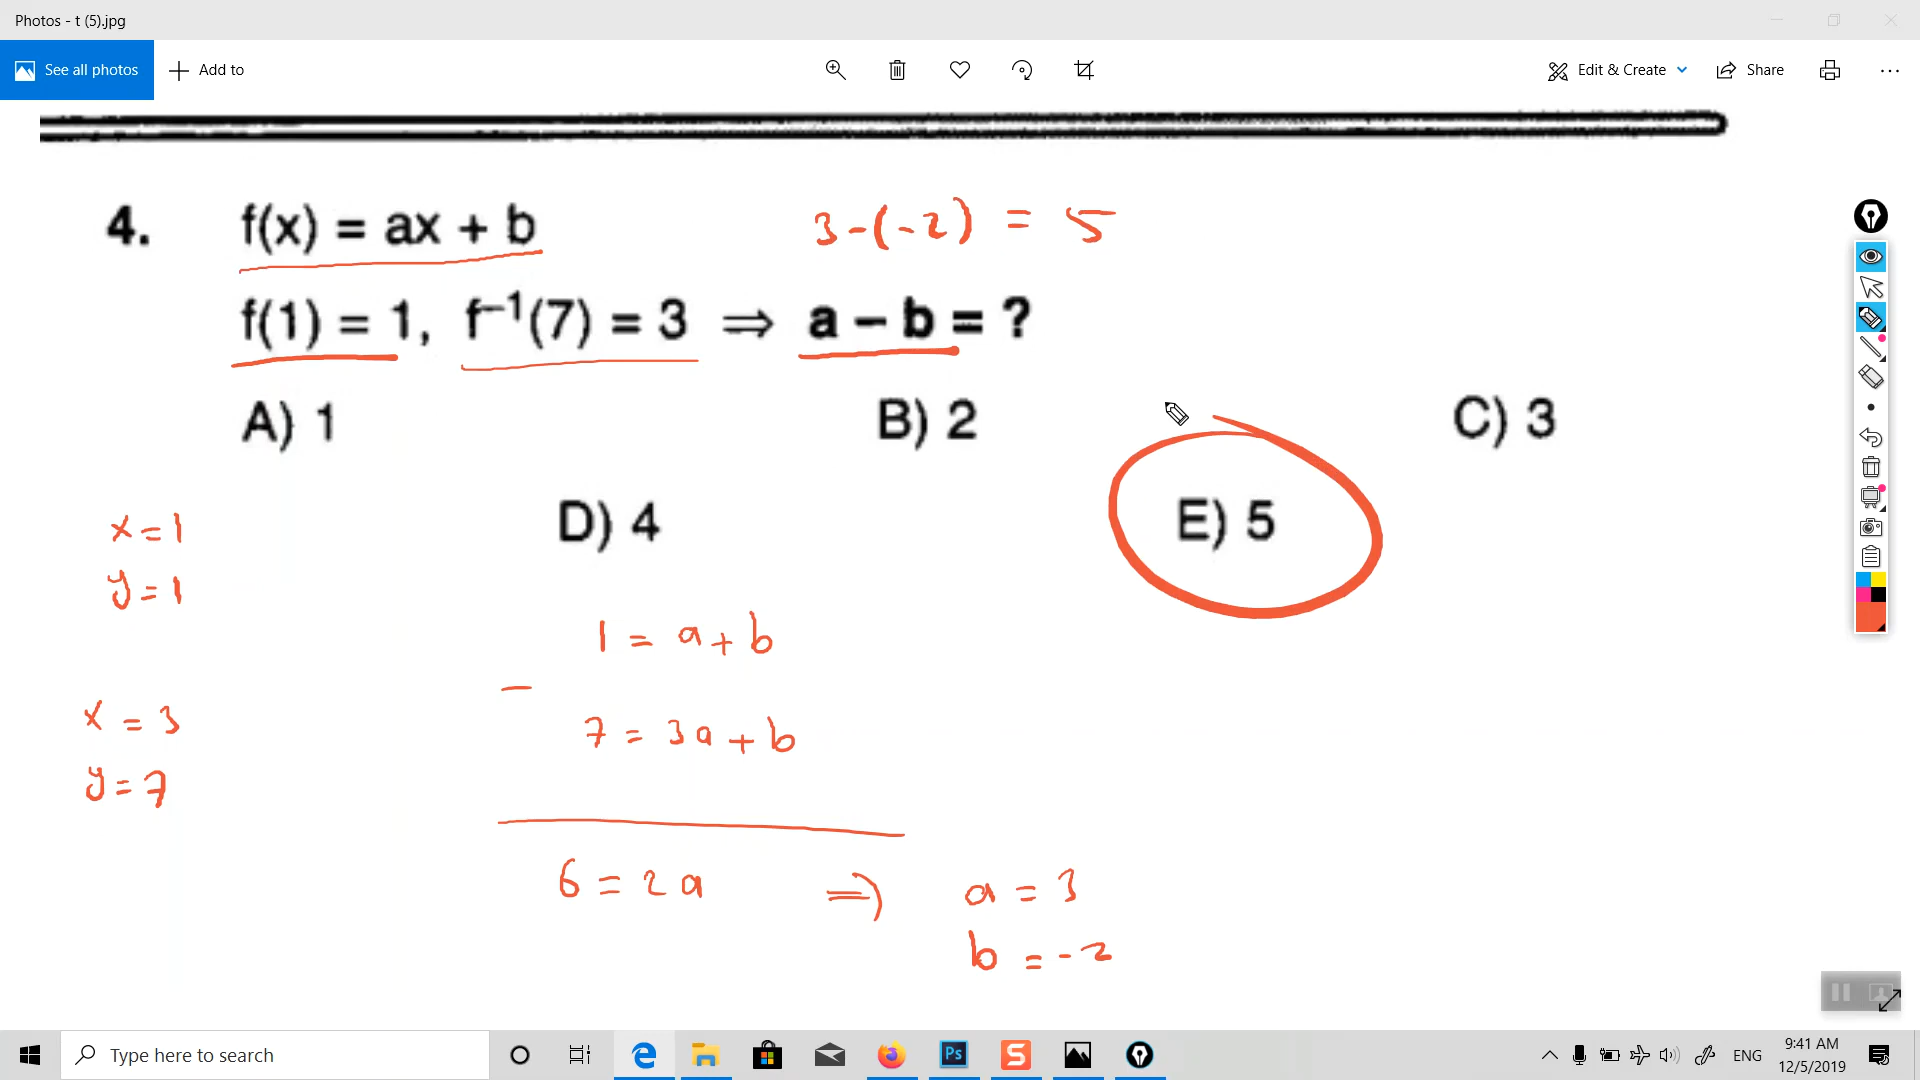 Photos - t (5).jpg
See all photos
Add to
Edit & Create
Share
4. f(x) = ax + b
3-(-2) = 5
f(1) = 1, f⁻¹(7) = 3 ⇒ a – b = ?
A) 1 B) 2 C) 3
D) 4 E) 5
x = 1
y = 1
1 = a + b
–
x = 3
7 = 3a + b
y = 7
6 = 2a ⇒ a = 3
b = -2
Type here to search
Ps
S
ENG
9:41 AM
12/5/2019